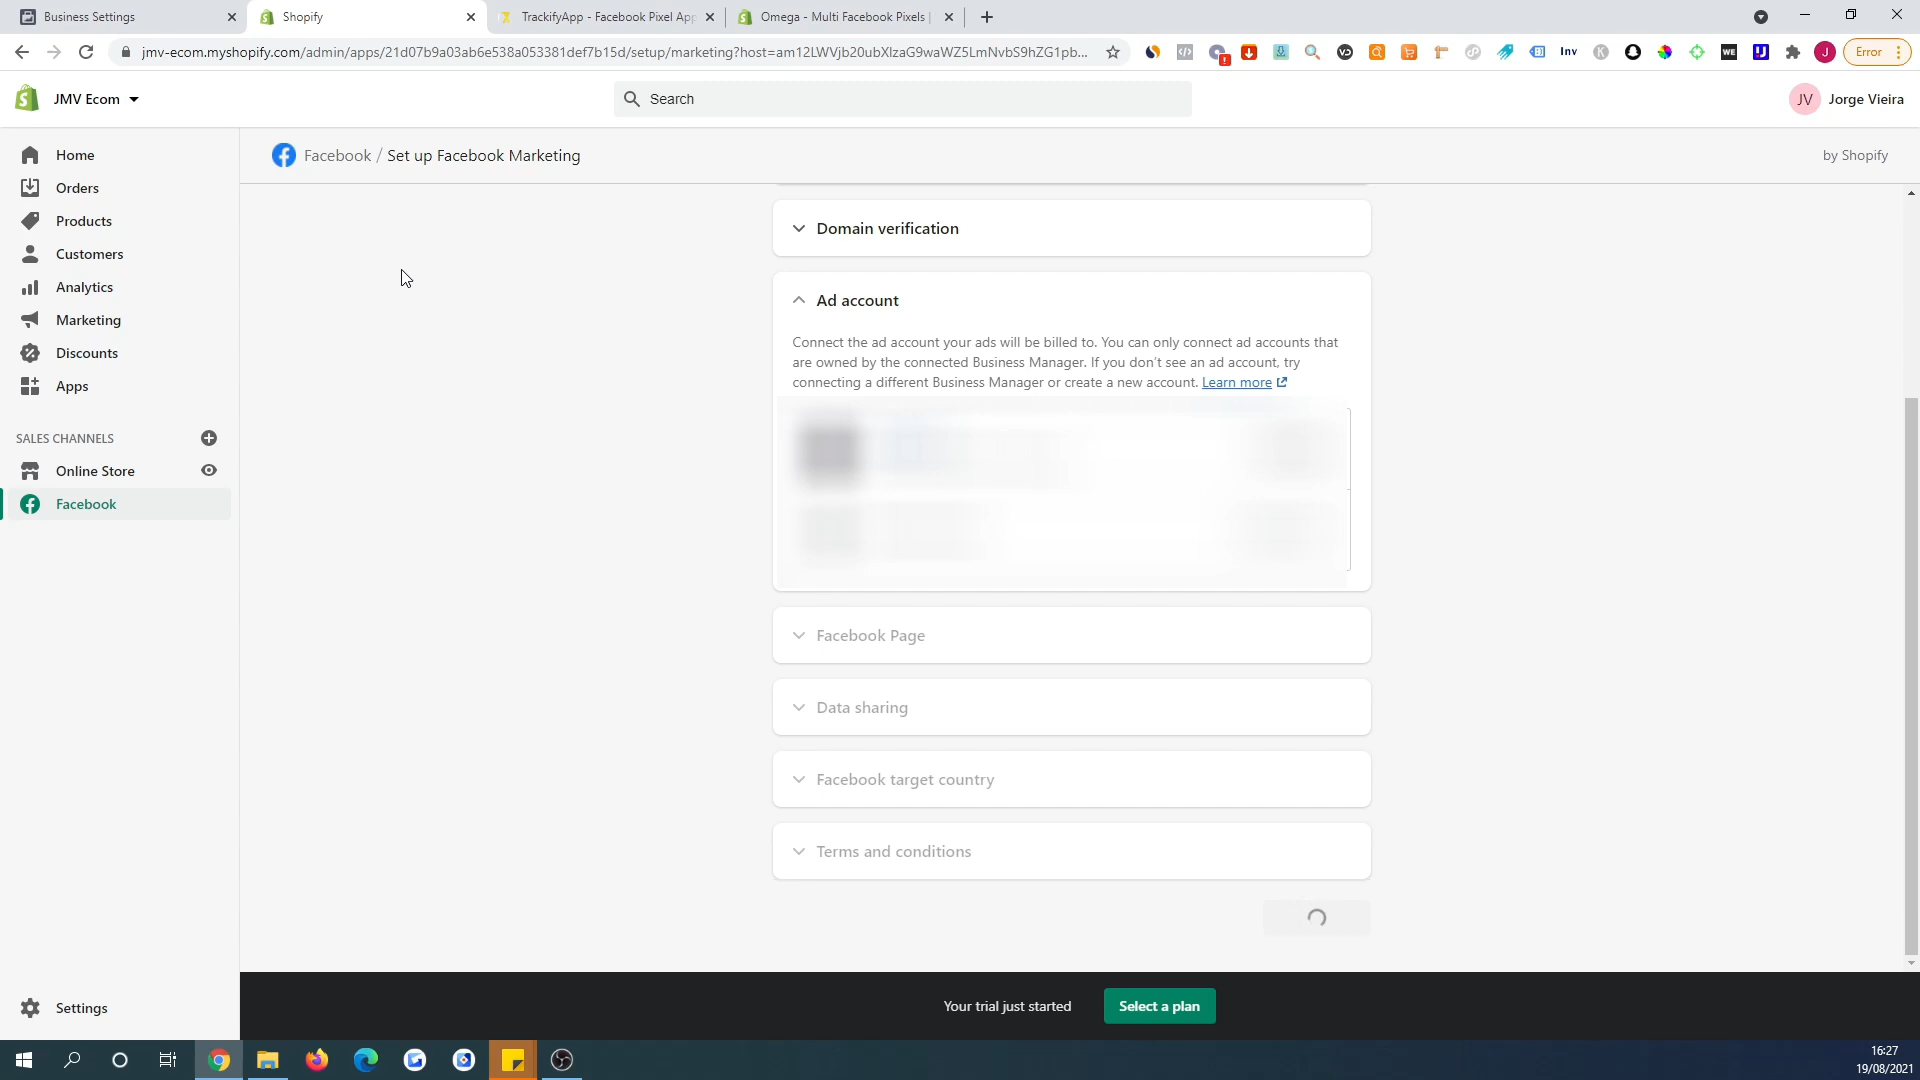 Business Settings
Shopify
TrackifyApp - Facebook Pixel App
Omega - Multi Facebook Pixels |
jmv-ecom.myshopify.com/admin/apps/21d07b9a03ab6e538a053381def7b15d/setup/marketing?host=am12LWVjb20ubXlzaG9waWZ5LmNvbS9hZG1pb...
Inv
WE
J
Error
JMV Ecom
Search
JV
Jorge Vieira
Facebook / Set up Facebook Marketing
by Shopify
Home
Orders
Products
Customers
Analytics
Marketing
Discounts
Apps
SALES CHANNELS
Online Store
Facebook
Settings
Domain verification
Ad account
Connect the ad account your ads will be billed to. You can only connect ad accounts that
are owned by the connected Business Manager. If you don't see an ad account, try
connecting a different Business Manager or create a new account. Learn more
Facebook Page
Data sharing
Facebook target country
Terms and conditions
Your trial just started
Select a plan
16:27
19/08/2021